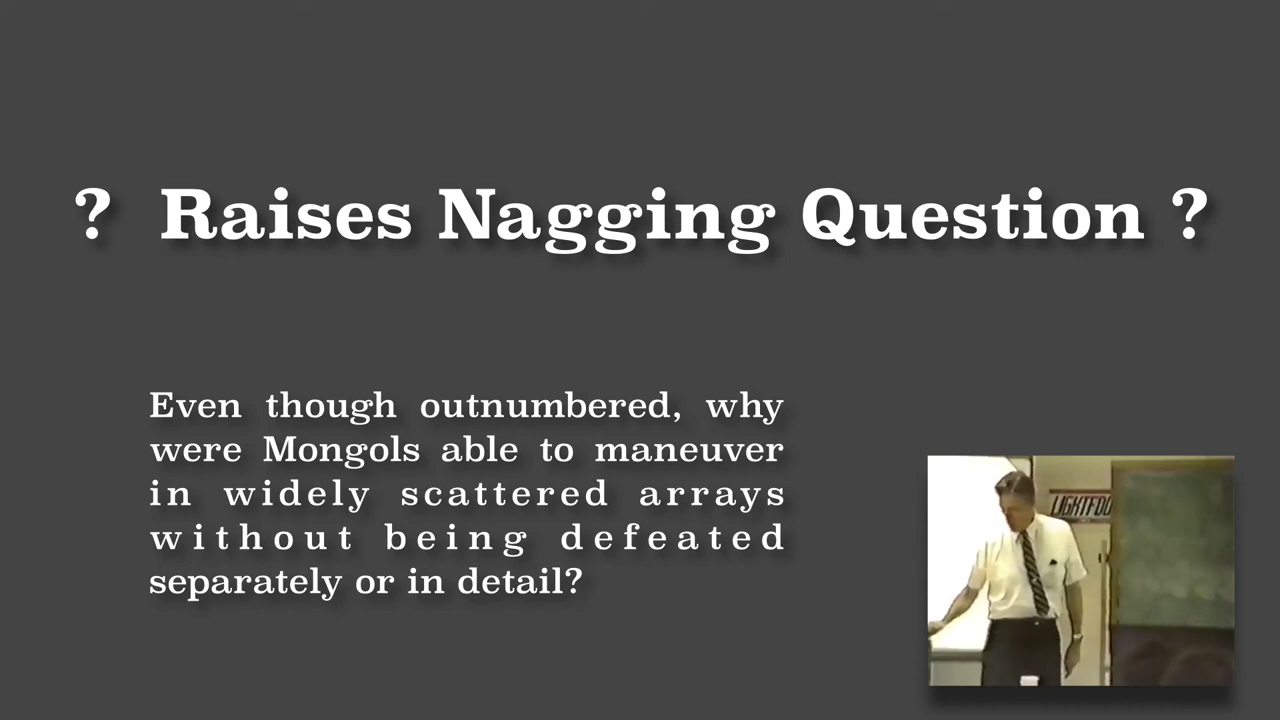 ? Raises Nagging Question ?
Even though outnumbered, why
were Mongols able to maneuver
in widely scattered arrays
without being defeated
separately or in detail?
LIGHTFOO